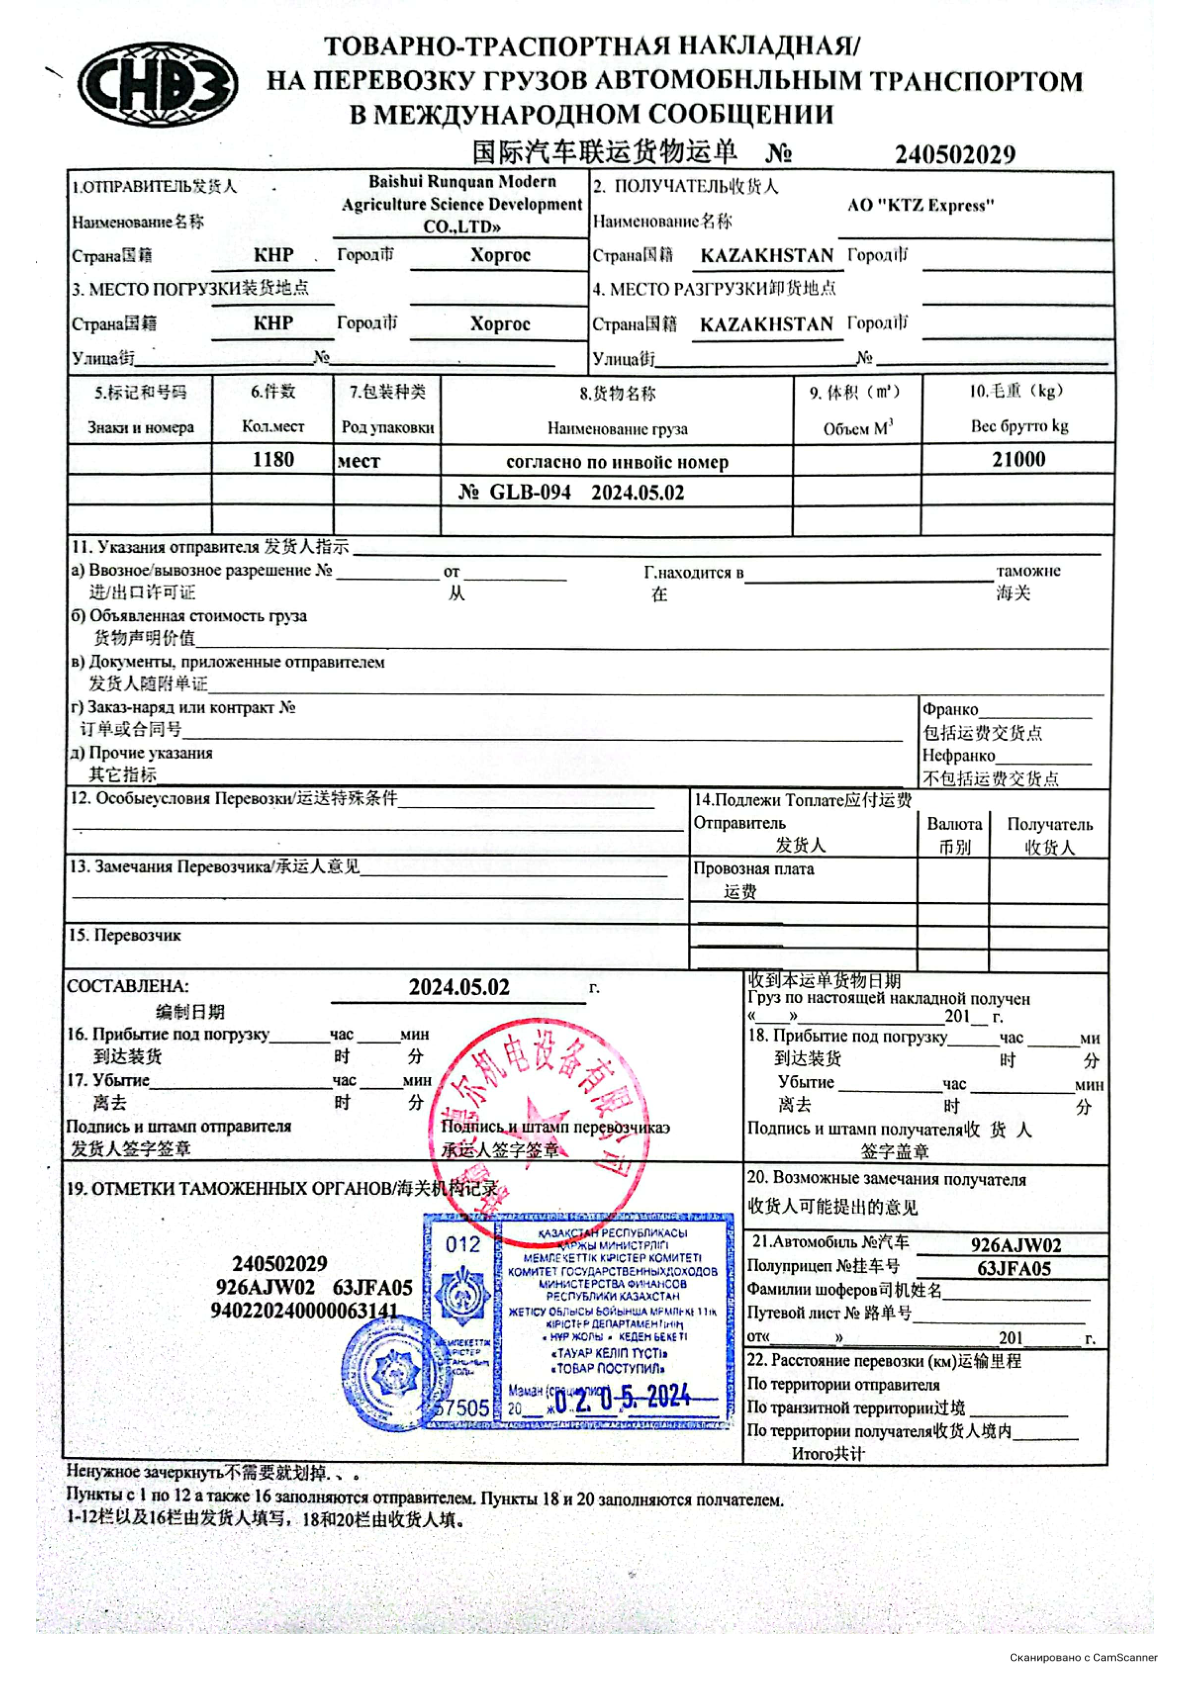 СНВЗ
ТОВАРНО-ТРАСПОРТНАЯ НАКЛАДНАЯ/
НА ПЕРЕВОЗКУ ГРУЗОВ АВТОМОБНЛЬНЫМ ТРАНСПОРТОМ
В МЕЖДУНАРОДНОМ СООБЩЕНИИ
国际汽车联运货物运单 № 240502029
1.ОТПРАВИТЕЛЬ发货人
Наименование名称
Baishui Runquan Modern
Agriculture Science Development
CO.,LTD»
Страна国籍 КНР Город市 Хоргос
2. ПОЛУЧАТЕЛЬ收货人
Наименование名称
АО "KTZ Express"
Страна国籍 KAZAKHSTAN Город市
3. МЕСТО ПОГРУЗКИ装货地点
Страна国籍 КНР Город市 Хоргос
Улица街 №
4. МЕСТО РАЗГРУЗКИ卸货地点
Страна国籍 KAZAKHSTAN Город市
Улица街 №
5.标记和号码 6.件数 7.包装种类 8.货物名称 9. 体积（m³） 10.毛重（kg）
Знаки и номера Кол.мест Род упаковки Наименование груза Объем М³ Вес брутто kg
1180 мест согласно по инвойс номер 21000
№ GLB-094 2024.05.02
11. Указания отправителя 发货人指示
а) Ввозное/вывозное разрешение № от Г.находится в таможне
进/出口许可证 从 在 海关
б) Объявленная стоимость груза
货物声明价值
в) Документы, приложенные отправителем
发货人随附单证
г) Заказ-наряд или контракт №
订单或合同号
д) Прочие указания
其它指标
Франко
包括运费交货点
Нефранко
不包括运费交货点
12. Особыеусловия Перевозки/运送特殊条件
13. Замечания Перевозчика/承运人意见
15. Перевозчик
14.Подлежи Топлате应付运费
Отправитель Валюта Получатель
发货人 币别 收货人
Провозная плата
运费
СОСТАВЛЕНА: 2024.05.02 г.
编制日期
16. Прибытие под погрузку час мин
到达装货 时 分
17. Убытие час мин
离去 时 分
Подпись и штамп отправителя Подпись и штамп перевозчикаэ
发货人签字签章 承运人签字签章
尔机电设备有限公司
收到本运单货物日期
Груз по настоящей накладной получен
« » 201 г.
18. Прибытие под погрузку час ми
到达装货 时 分
Убытие час мин
离去 时 分
Подпись и штамп получателя收 货 人
签字盖章
19. ОТМЕТКИ ТАМОЖЕННЫХ ОРГАНОВ/海关机构记录
240502029
926AJW02 63JFA05
940220240000063141
012
57505
ҚАЗАҚСТАН РЕСПУБЛИКАСЫ
ҚАРЖЫ МИНИСТРЛІГІ
МЕМЛЕКЕТТІК КІРІСТЕР КОМИТЕТІ
КОМИТЕТ ГОСУДАРСТВЕННЫХДОХОДОВ
МИНИСТЕРСТВА ФИНАНСОВ
РЕСПУБЛИКИ КАЗАХСТАН
ЖЕТІСУ ОБЛЫСЫ БОЙЫНША МЕМЛЕКЕТТІК
КІРІСТЕР ДЕПАРТАМЕНТІНІҢ
« НҰР ЖОЛЫ » КЕДЕН БЕКЕТІ
«ТАУАР КЕЛІП ТҮСТІ»
«ТОВАР ПОСТУПИЛ»
Маман (специалист)
20 ж 02.05.2024
20. Возможные замечания получателя
收货人可能提出的意见
21.Автомобиль №汽车 926AJW02
Полуприцеп №挂车号 63JFA05
Фамилии шоферов司机姓名
Путевой лист № 路单号
от« » 201 г.
22. Расстояние перевозки (км)运输里程
По территории отправителя
По транзитной территории过境
По территории получателя收货人境内
Итого共计
Ненужное зачеркнуть不需要就划掉.、。
Пункты с 1 по 12 а также 16 заполняются отправителем. Пункты 18 и 20 заполняются полчателем.
1-12栏以及16栏由发货人填写，18和20栏由收货人填。
Сканировано с CamScanner